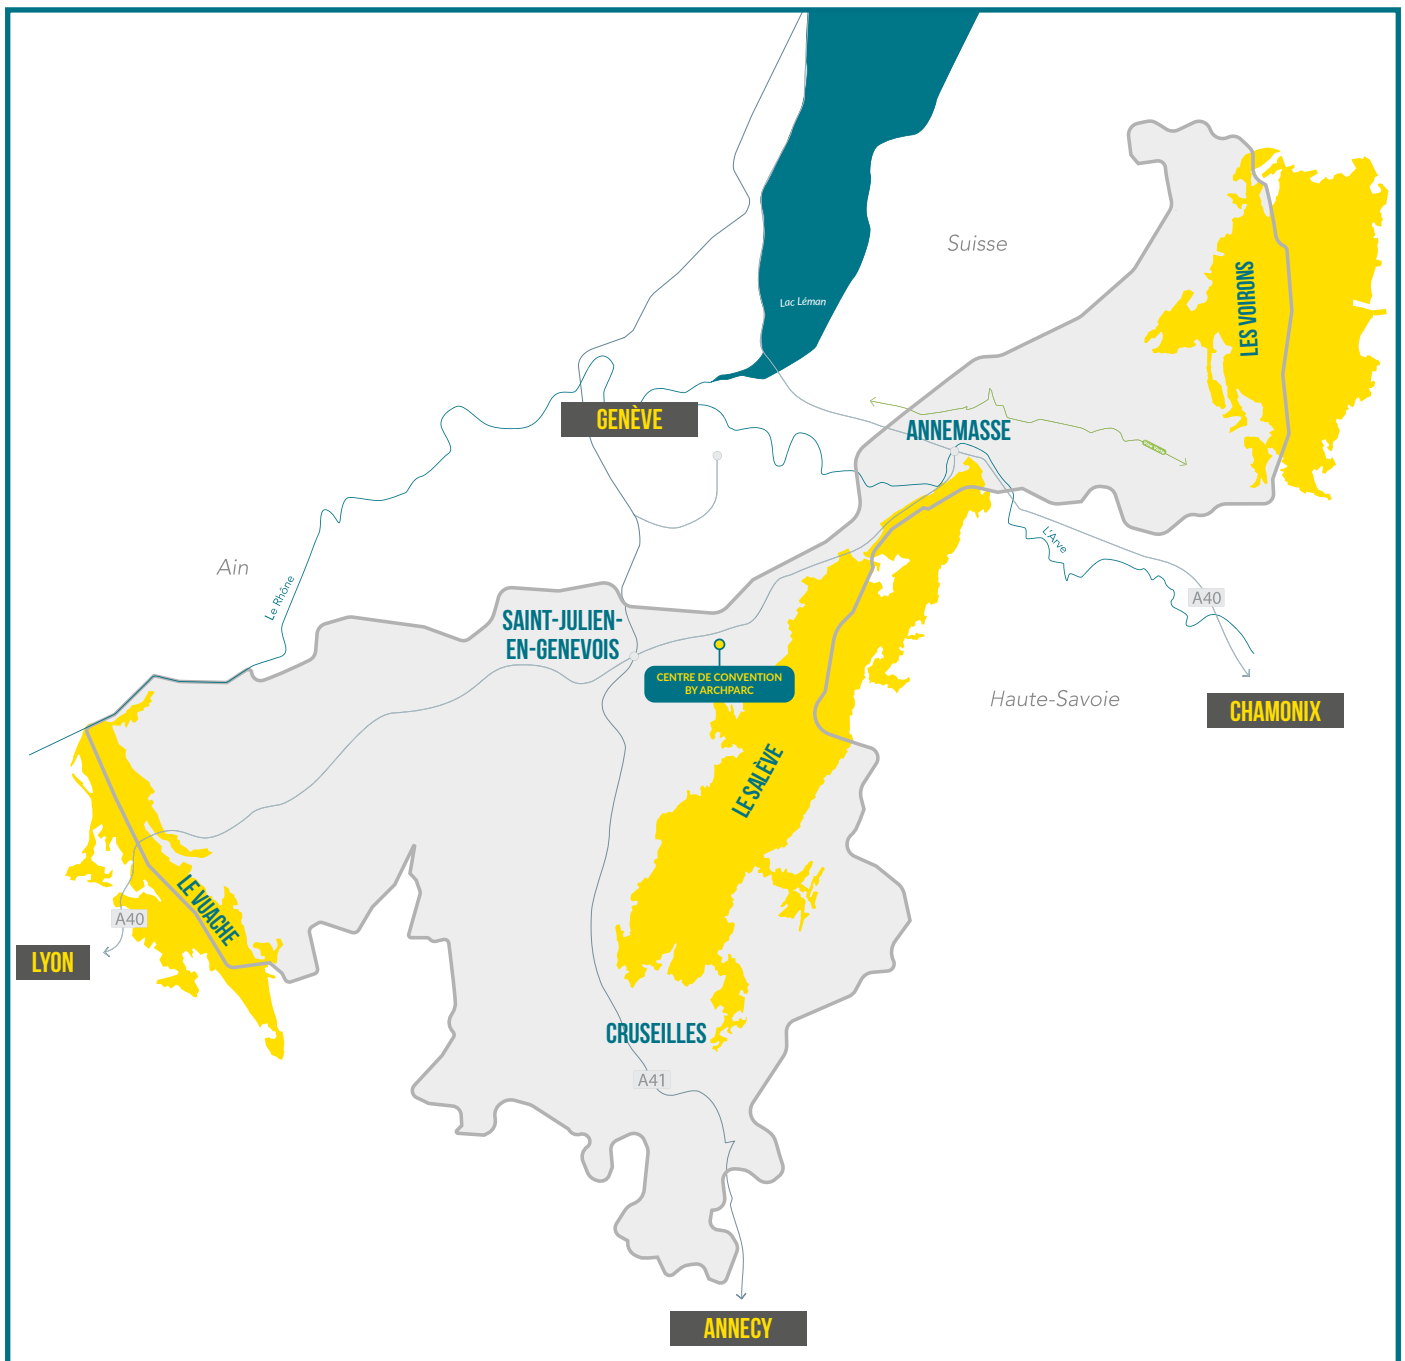 Suisse
Lac Léman
LES VOIRONS
GENÈVE
ANNEMASSE
L'Arve
Ain
Le Rhône
A40
SAINT-JULIEN-
EN-GENEVOIS
CENTRE DE CONVENTION
BY ARCHPARC
Haute-Savoie
CHAMONIX
LE SALÈVE
LE VUACHE
A40
LYON
CRUSEILLES
A41
ANNECY